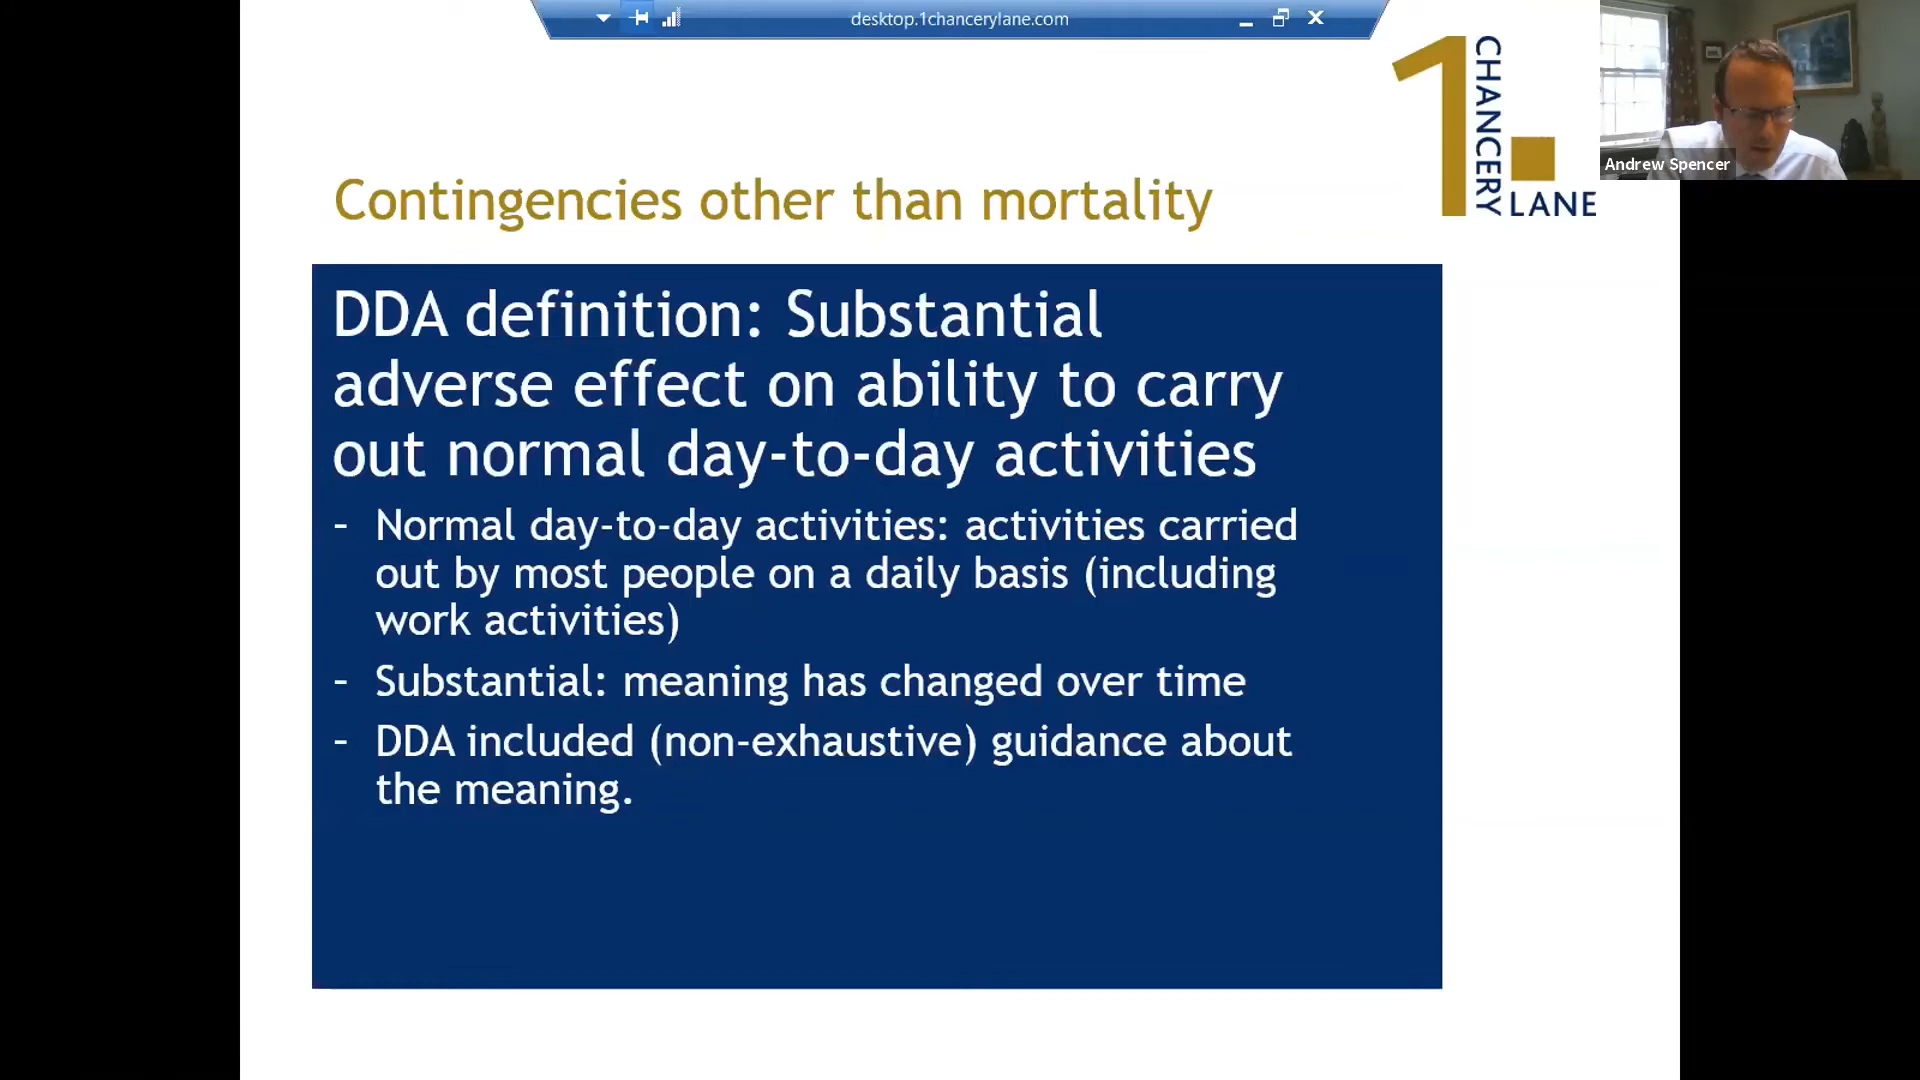 desktop.1chancerylane.com
1 CHANCERY LANE
Andrew Spencer
Contingencies other than mortality
DDA definition: Substantial
adverse effect on ability to carry
out normal day-to-day activities
- Normal day-to-day activities: activities carried
out by most people on a daily basis (including
work activities)
- Substantial: meaning has changed over time
- DDA included (non-exhaustive) guidance about
the meaning.